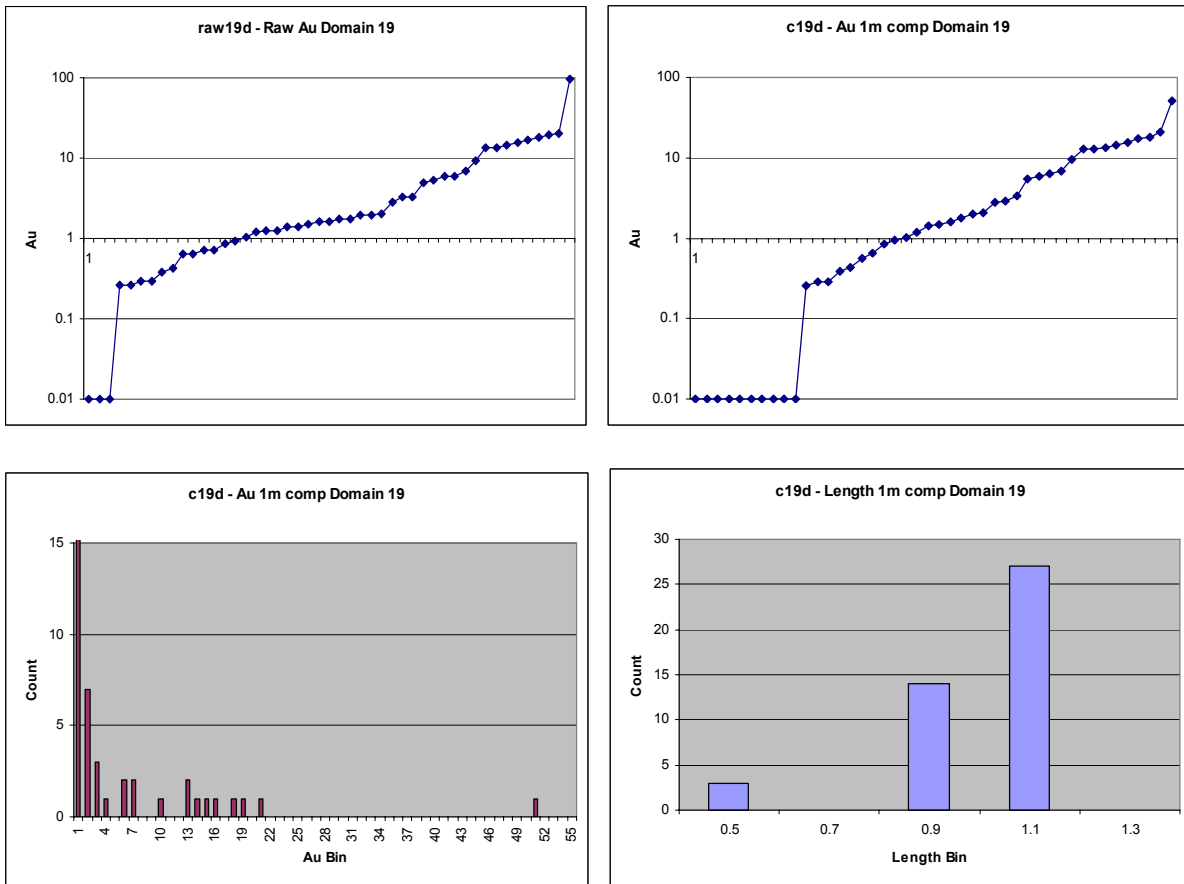 raw19d - Raw Au Domain 19
Au
100
10
1
0.1
0.01
1
c19d - Au 1m comp Domain 19
Au
100
10
1
0.1
0.01
1
c19d - Au 1m comp Domain 19
Count
15
10
5
0
1 4 7 10 13 16 19 22 25 28 31 34 37 40 43 46 49 52 55
Au Bin
c19d - Length 1m comp Domain 19
Count
30
25
20
15
10
5
0
0.5 0.7 0.9 1.1 1.3
Length Bin